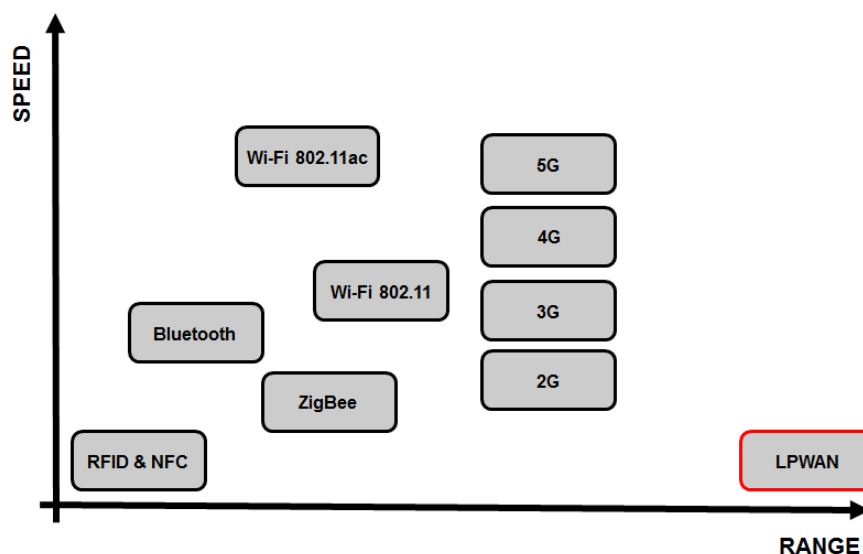 SPEED
Wi-Fi 802.11ac
5G
4G
Wi-Fi 802.11
3G
Bluetooth
2G
ZigBee
RFID & NFC
LPWAN
RANGE